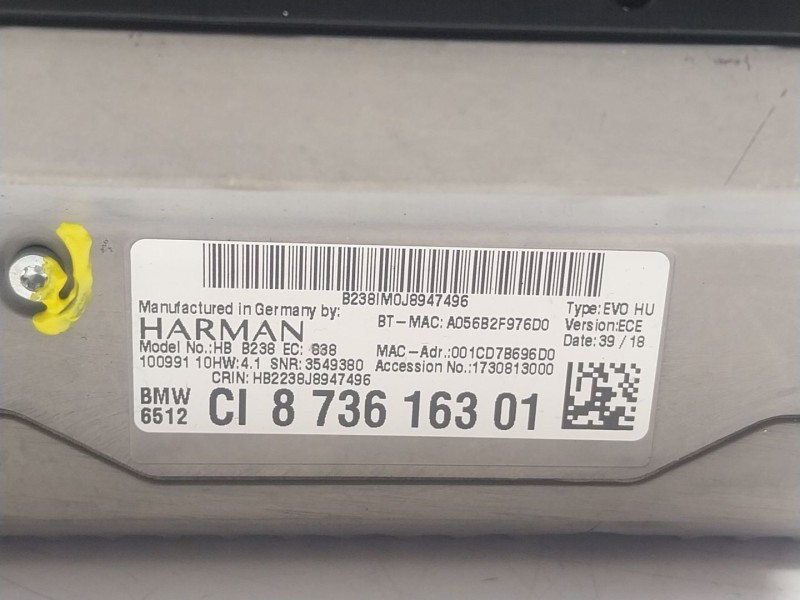 B238IM0J8947496
Manufactured in Germany by:
HARMAN
BT-MAC: A056B2F976D0
Type: EVO HU
Version: ECE
Date: 39 / 18
Model No.: HB B238 EC: 838
MAC-Adr.: 001CD7B696D0
100991 10HW: 4.1 SNR: 3549380
Accession No.: 1730813000
CRIN: HB2238J8947496
BMW
6512
CI 8 736 163 01